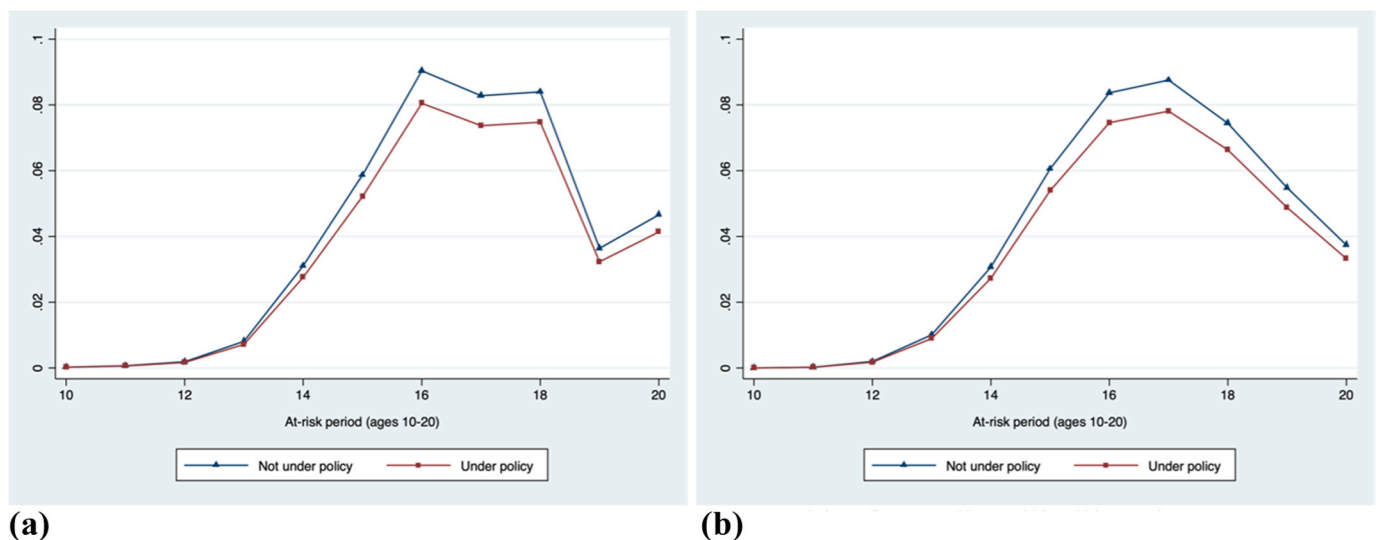 .1
.08
.06
.04
.02
0
10 12 14 16 18 20
At-risk period (ages 10-20)
Not under policy Under policy
(a)
.1
.08
.06
.04
.02
0
10 12 14 16 18 20
At-risk period (ages 10-20)
Not under policy Under policy
(b)